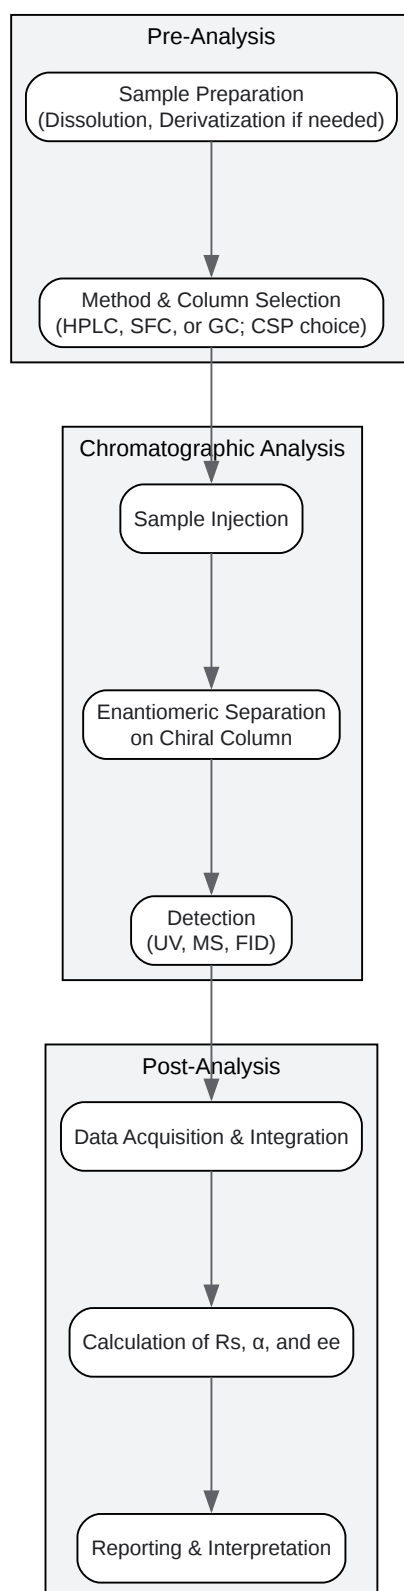 Pre-Analysis
Sample Preparation
(Dissolution, Derivatization if needed)
Method & Column Selection
(HPLC, SFC, or GC; CSP choice)
Chromatographic Analysis
Sample Injection
Enantiomeric Separation
on Chiral Column
Detection
(UV, MS, FID)
Post-Analysis
Data Acquisition & Integration
Calculation of Rs, α, and ee
Reporting & Interpretation